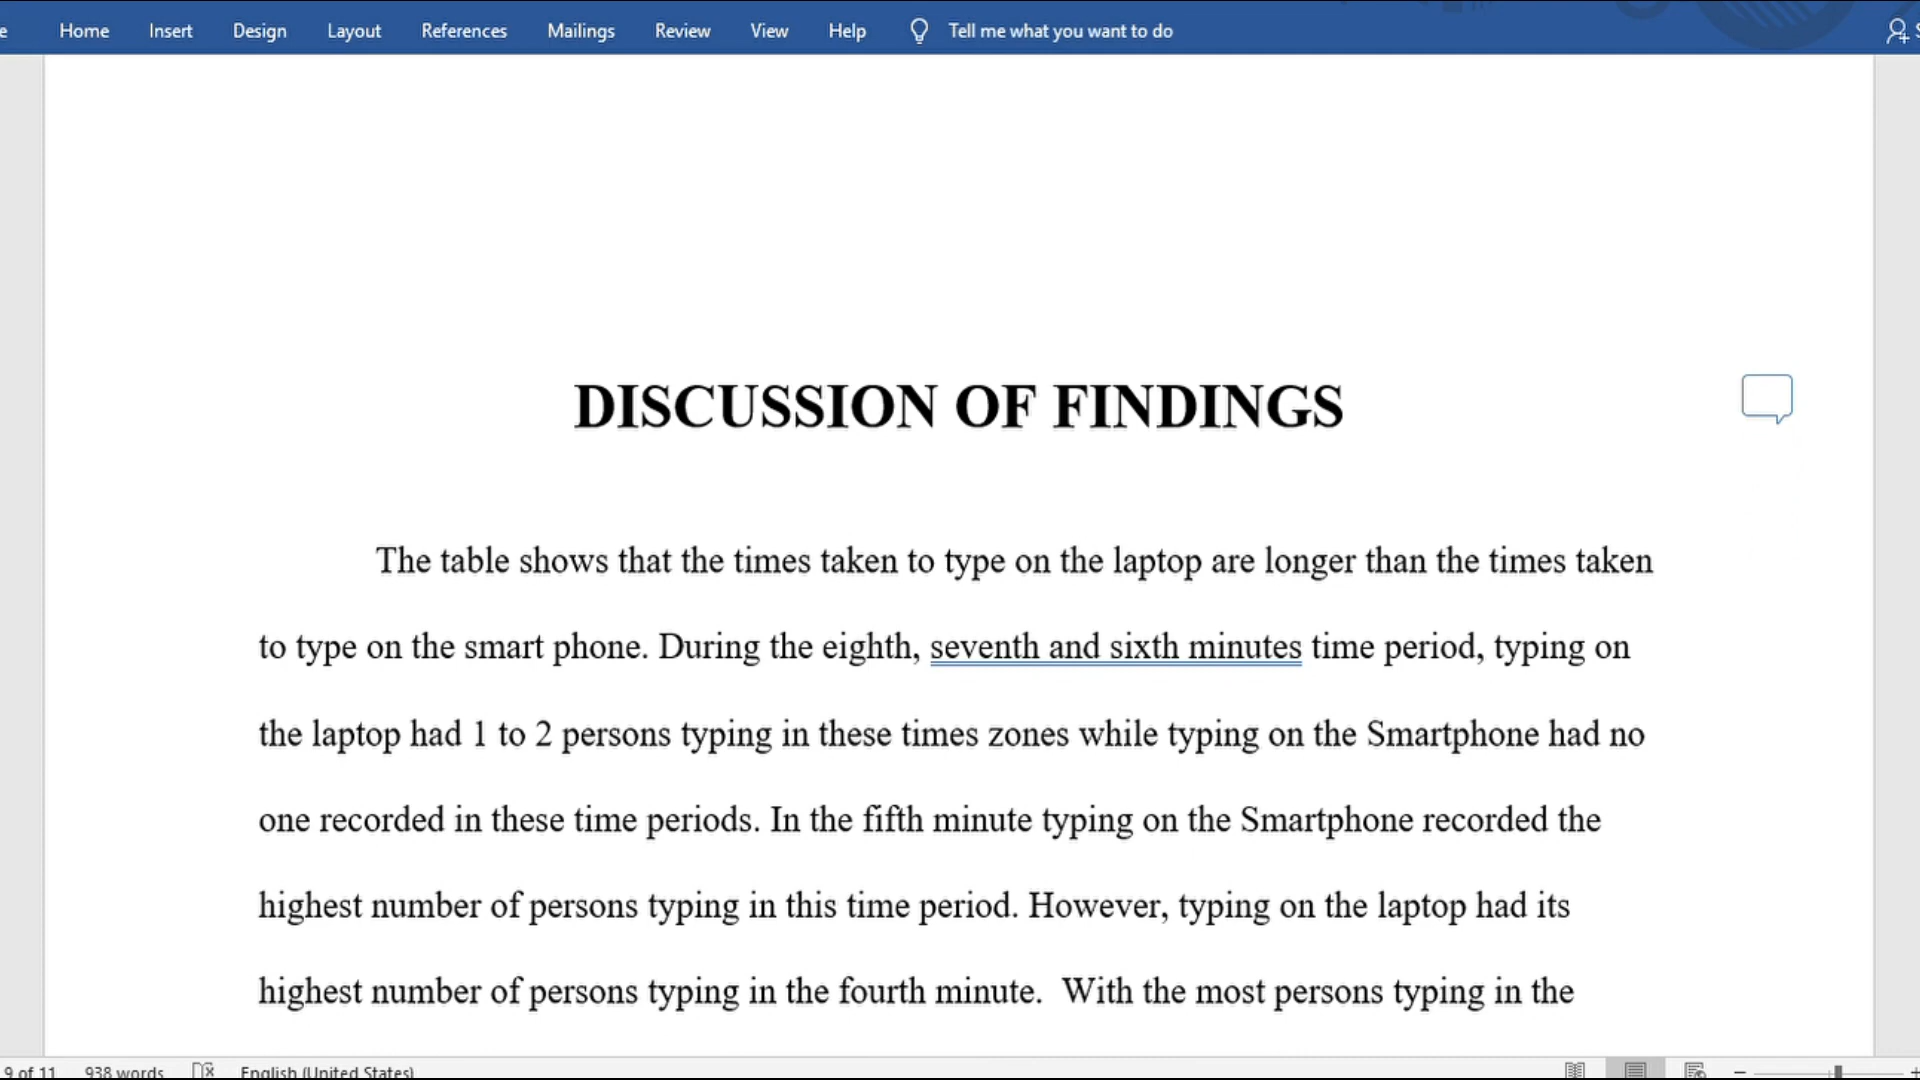 Home Insert Design Layout References Mailings Review View Help Tell me what you want to do
DISCUSSION OF FINDINGS
The table shows that the times taken to type on the laptop are longer than the times taken
to type on the smart phone. During the eighth, seventh and sixth minutes time period, typing on
the laptop had 1 to 2 persons typing in these times zones while typing on the Smartphone had no
one recorded in these time periods. In the fifth minute typing on the Smartphone recorded the
highest number of persons typing in this time period. However, typing on the laptop had its
highest number of persons typing in the fourth minute.  With the most persons typing in the
9 of 11 938 words English (United States)